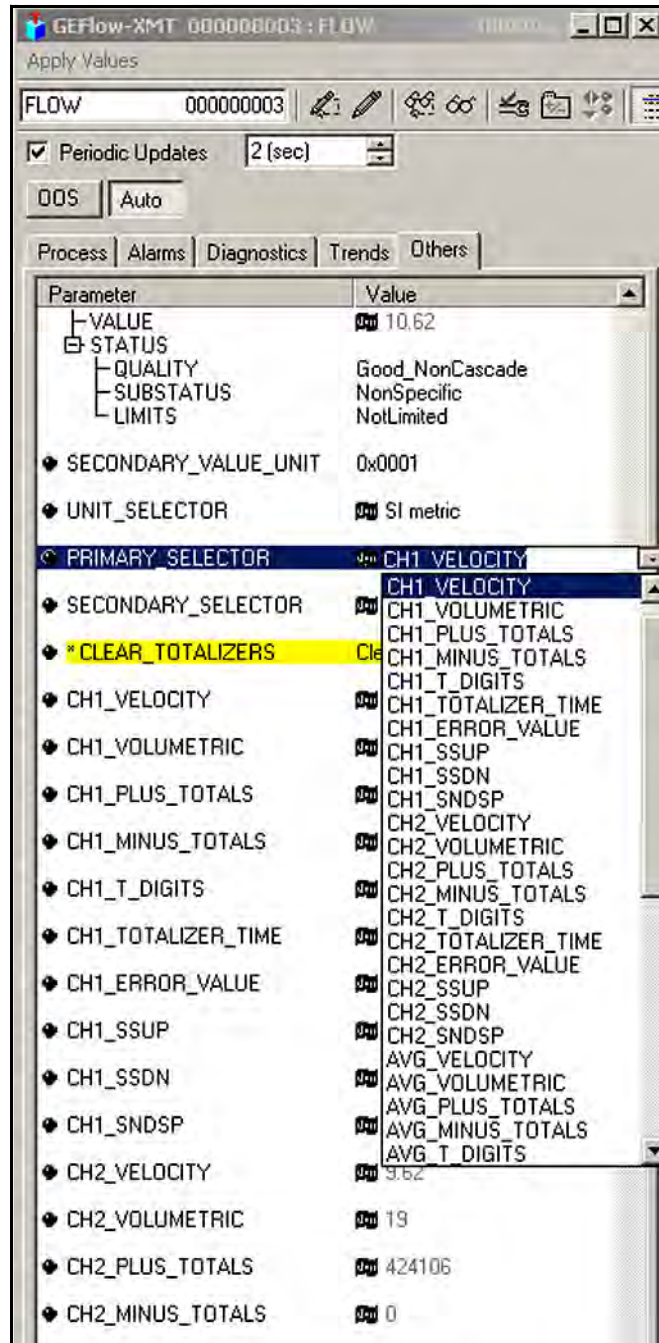 GEFlow-XMT 000000003 : FLOW
Apply Values
FLOW 000000003
Periodic Updates 2 (sec)
OOS Auto
Process Alarms Diagnostics Trends Others
Parameter Value
VALUE 10.62
STATUS
QUALITY Good_NonCascade
SUBSTATUS NonSpecific
LIMITS NotLimited
SECONDARY_VALUE_UNIT 0x0001
UNIT_SELECTOR SI metric
PRIMARY_SELECTOR CH1_VELOCITY
SECONDARY_SELECTOR
* CLEAR_TOTALIZERS Cle
CH1_VELOCITY
CH1_VOLUMETRIC
CH1_PLUS_TOTALS
CH1_MINUS_TOTALS
CH1_T_DIGITS
CH1_TOTALIZER_TIME
CH1_ERROR_VALUE
CH1_SSUP
CH1_SSDN
CH1_SNDSP
CH1_VELOCITY
CH1_VOLUMETRIC
CH1_PLUS_TOTALS
CH1_MINUS_TOTALS
CH1_T_DIGITS
CH1_TOTALIZER_TIME
CH1_ERROR_VALUE
CH1_SSUP
CH1_SSDN
CH1_SNDSP
CH2_VELOCITY
CH2_VOLUMETRIC
CH2_PLUS_TOTALS
CH2_MINUS_TOTALS
CH2_T_DIGITS
CH2_TOTALIZER_TIME
CH2_ERROR_VALUE
CH2_SSUP
CH2_SSDN
CH2_SNDSP
AVG_VELOCITY
AVG_VOLUMETRIC
AVG_PLUS_TOTALS
AVG_MINUS_TOTALS
AVG_T_DIGITS
CH2_VELOCITY 9.62
CH2_VOLUMETRIC 19
CH2_PLUS_TOTALS 424106
CH2_MINUS_TOTALS 0